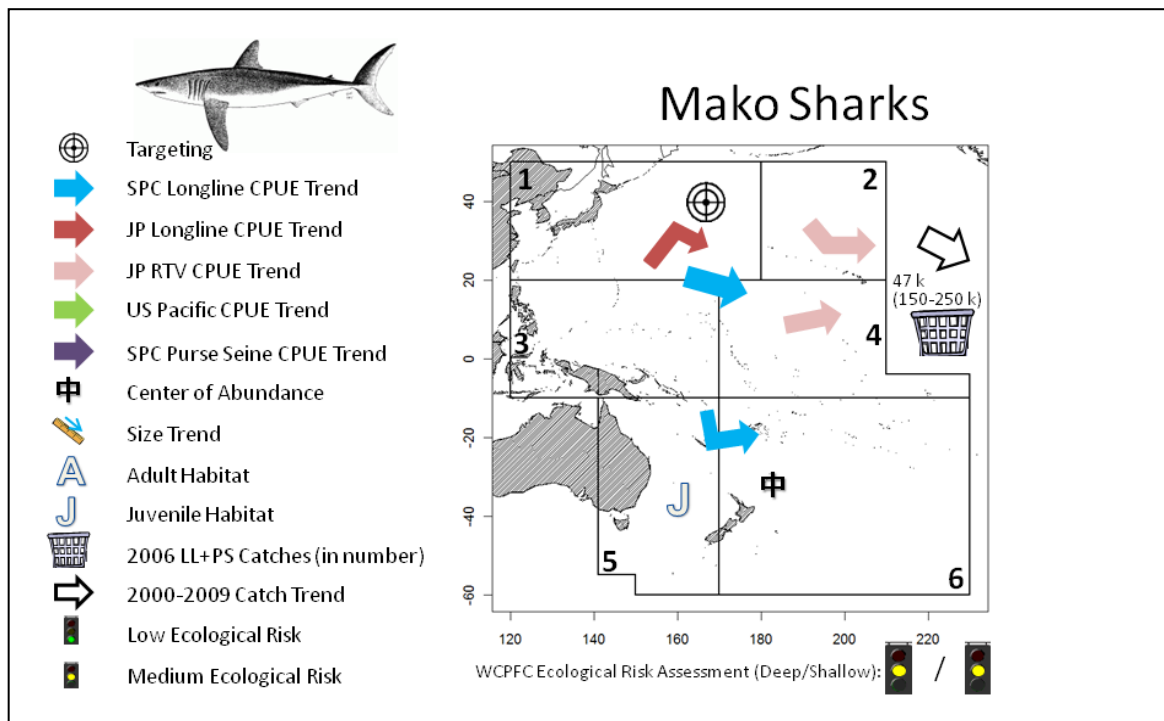 Mako Sharks
Targeting
SPC Longline CPUE Trend
JP Longline CPUE Trend
JP RTV CPUE Trend
US Pacific CPUE Trend
SPC Purse Seine CPUE Trend
中 Center of Abundance
Size Trend
A Adult Habitat
J Juvenile Habitat
2006 LL+PS Catches (in number)
2000-2009 Catch Trend
Low Ecological Risk
Medium Ecological Risk
1
2
40
20
47 k
(150-250 k)
3
4
0
-20
中
J
-40
5
6
-60
120 140 160 180 200 220
WCPFC Ecological Risk Assessment (Deep/Shallow): /